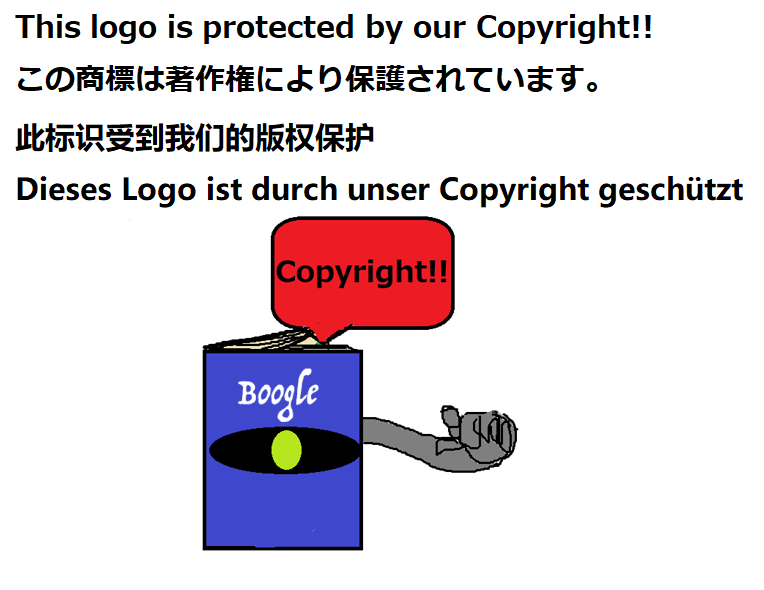 This logo is protected by our Copyright!!
この商標は著作権により保護されています。
此标识受到我们的版权保护
Dieses Logo ist durch unser Copyright geschützt
Copyright!!
Boogle